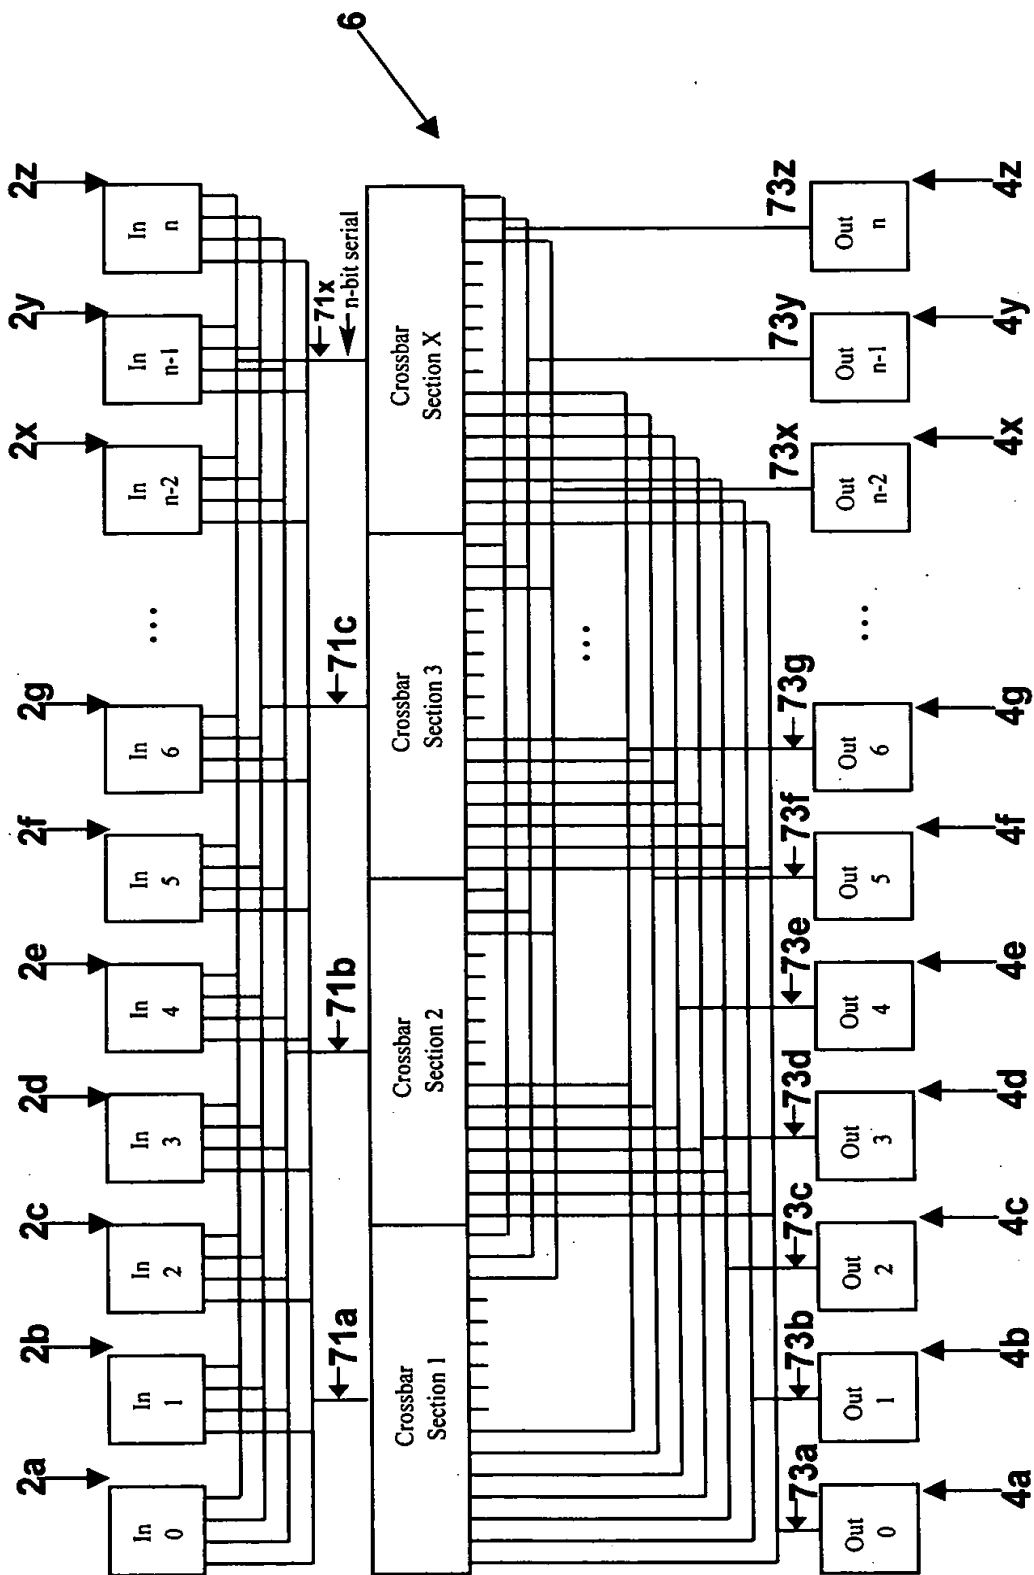 2a
2b
2c
2d
2e
2f
2g
2x
2y
2z
In
0
In
1
In
2
In
3
In
4
In
5
In
6
...
In
n-2
In
n-1
In
n
6
71a
71b
71c
71x
n-bit serial
Crossbar
Section 1
Crossbar
Section 2
Crossbar
Section 3
Crossbar
Section X
...
73a
73b
73c
73d
73e
73f
73g
73x
73y
73z
Out
0
Out
1
Out
2
Out
3
Out
4
Out
5
Out
6
...
Out
n-2
Out
n-1
Out
n
4a
4b
4c
4d
4e
4f
4g
4x
4y
4z